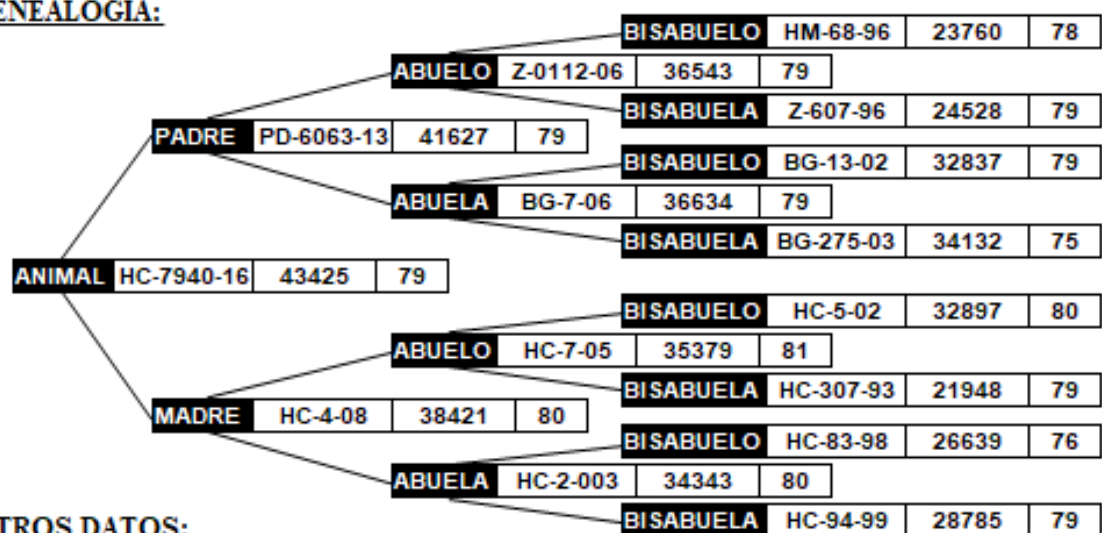 ENEALOGIA:
BISABUELO HM-68-96 23760 78
ABUELO Z-0112-06 36543 79
BISABUELA Z-607-96 24528 79
PADRE PD-6063-13 41627 79
BISABUELO BG-13-02 32837 79
ABUELA BG-7-06 36634 79
BISABUELA BG-275-03 34132 75
ANIMAL HC-7940-16 43425 79
BISABUELO HC-5-02 32897 80
ABUELO HC-7-05 35379 81
BISABUELA HC-307-93 21948 79
MADRE HC-4-08 38421 80
BISABUELO HC-83-98 26639 76
ABUELA HC-2-003 34343 80
BISABUELA HC-94-99 28785 79
TROS DATOS: